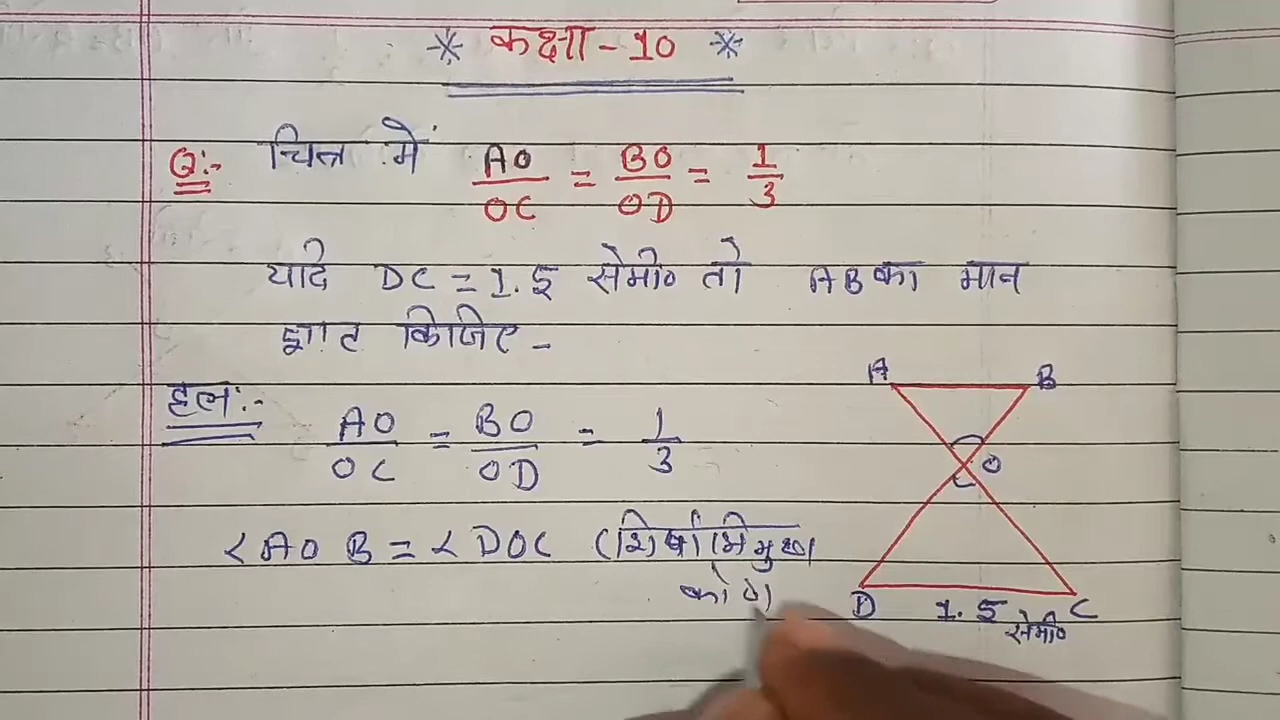 * कक्षा - 10 *
Q:- चित्र में AO/OC = BO/OD = 1/3
यदि DC = 1.5 सेमी० तो AB का मान
ज्ञात किजिए -
हल:- AO/OC = BO/OD = 1/3
∠AOB = ∠DOC (शिर्षाभिमुख
कोण)
A B
O
D 1.5 सेमी० C